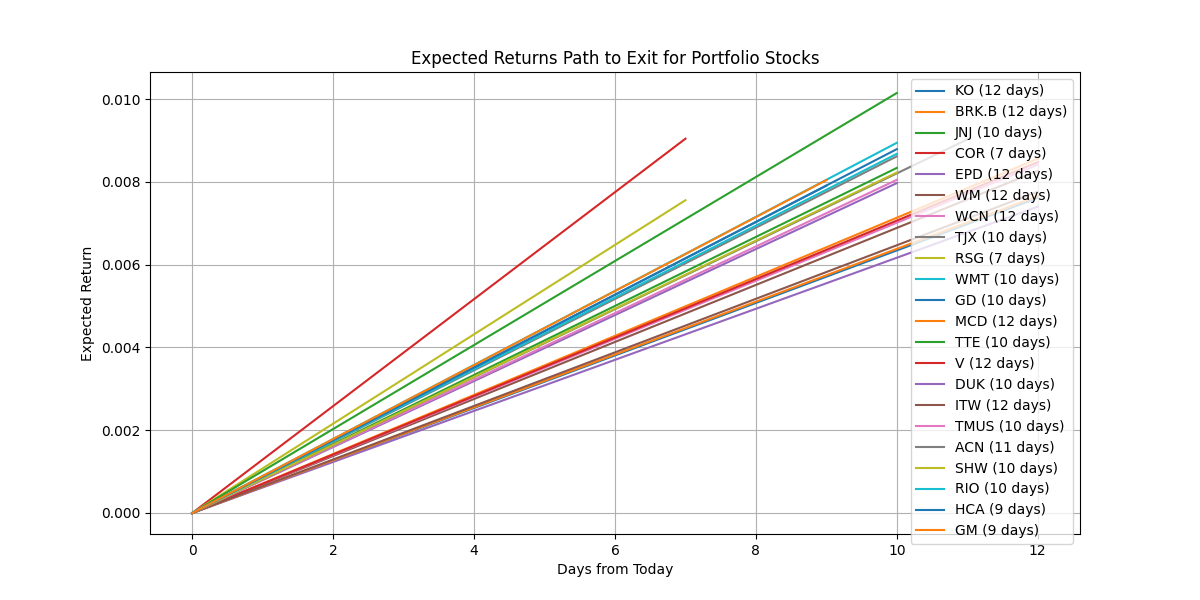 Expected Returns Path to Exit for Portfolio Stocks
Expected Return
0.010
0.008
0.006
0.004
0.002
0.000
KO (12 days)
BRK.B (12 days)
JNJ (10 days)
COR (7 days)
EPD (12 days)
WM (12 days)
WCN (12 days)
TJX (10 days)
RSG (7 days)
WMT (10 days)
GD (10 days)
MCD (12 days)
TTE (10 days)
V (12 days)
DUK (10 days)
ITW (12 days)
TMUS (10 days)
ACN (11 days)
SHW (10 days)
RIO (10 days)
HCA (9 days)
GM (9 days)
0 2 4 6 8 10 12
Days from Today